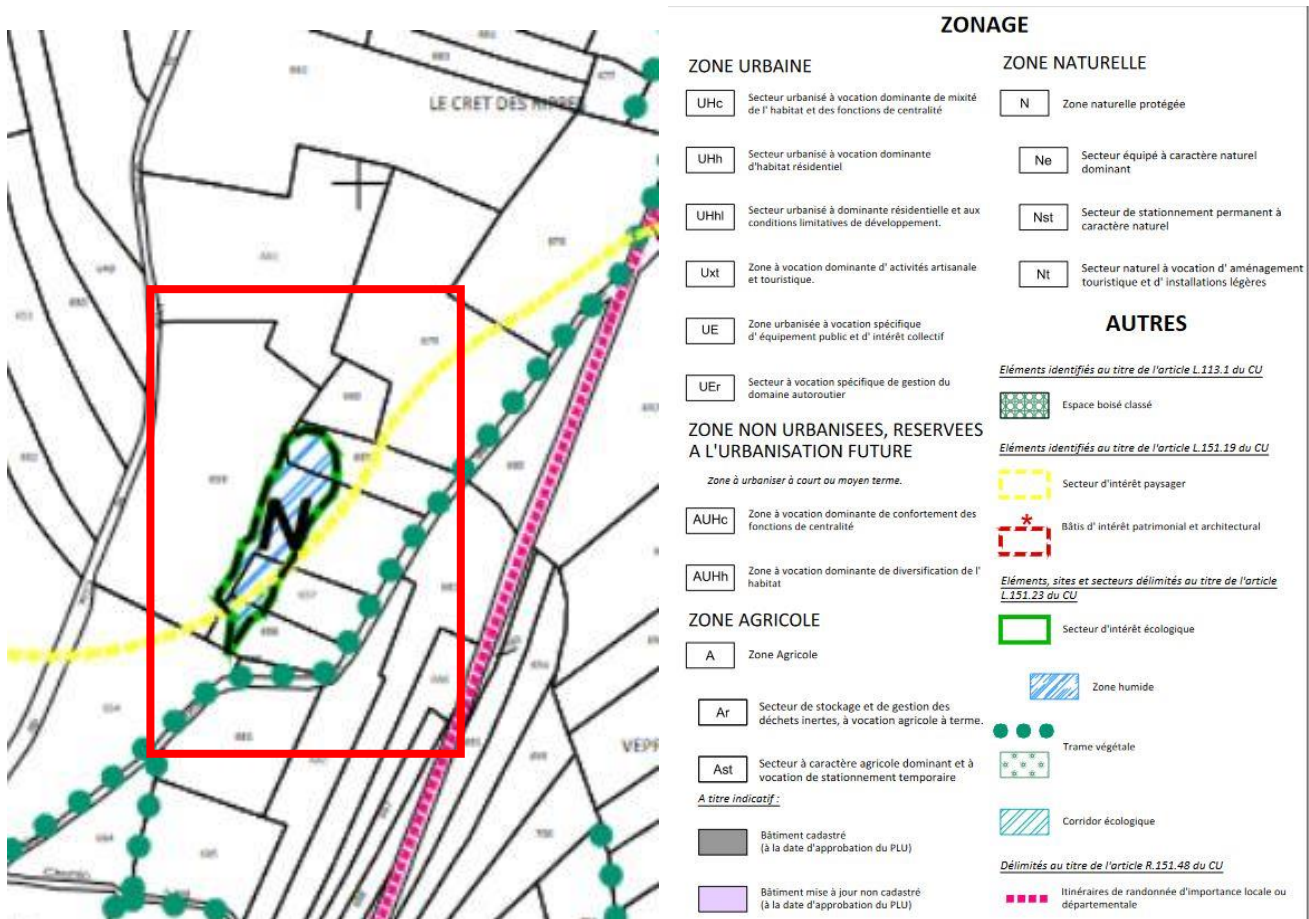 LE CRET DES RIPPES
N
VEPR
ZONAGE
ZONE URBAINE
UHc
Secteur urbanisé à vocation dominante de mixité
de l' habitat et des fonctions de centralité
UHh
Secteur urbanisé à vocation dominante
d'habitat résidentiel
UHhl
Secteur urbanisé à dominante résidentielle et aux
conditions limitatives de développement.
Uxt
Zone à vocation dominante d' activités artisanale
et touristique.
UE
Zone urbanisée à vocation spécifique
d' équipement public et d' intérêt collectif
UEr
Secteur à vocation spécifique de gestion du
domaine autoroutier
ZONE NON URBANISEES, RESERVEES
A L'URBANISATION FUTURE
Zone à urbaniser à court ou moyen terme.
AUHc
Zone à vocation dominante de confortement des
fonctions de centralité
AUHh
Zone à vocation dominante de diversification de l'
habitat
ZONE AGRICOLE
A
Zone Agricole
Ar
Secteur de stockage et de gestion des
déchets inertes, à vocation agricole à terme.
Ast
Secteur à caractère agricole dominant et à
vocation de stationnement temporaire
A titre indicatif :
Bâtiment cadastré
(à la date d'approbation du PLU)
Bâtiment mise à jour non cadastré
(à la date d'approbation du PLU)
ZONE NATURELLE
N
Zone naturelle protégée
Ne
Secteur équipé à caractère naturel
dominant
Nst
Secteur de stationnement permanent à
caractère naturel
Nt
Secteur naturel à vocation d' aménagement
touristique et d' installations légères
AUTRES
Eléments identifiés au titre de l'article L.113.1 du CU
Espace boisé classé
Eléments identifiés au titre de l'article L.151.19 du CU
Secteur d'intérêt paysager
*
Bâtis d' intérêt patrimonial et architectural
Eléments, sites et secteurs délimités au titre de l'article
L.151.23 du CU
Secteur d'intérêt écologique
Zone humide
Trame végétale
Corridor écologique
Délimités au titre de l'article R.151.48 du CU
Itinéraires de randonnée d'importance locale ou
départementale